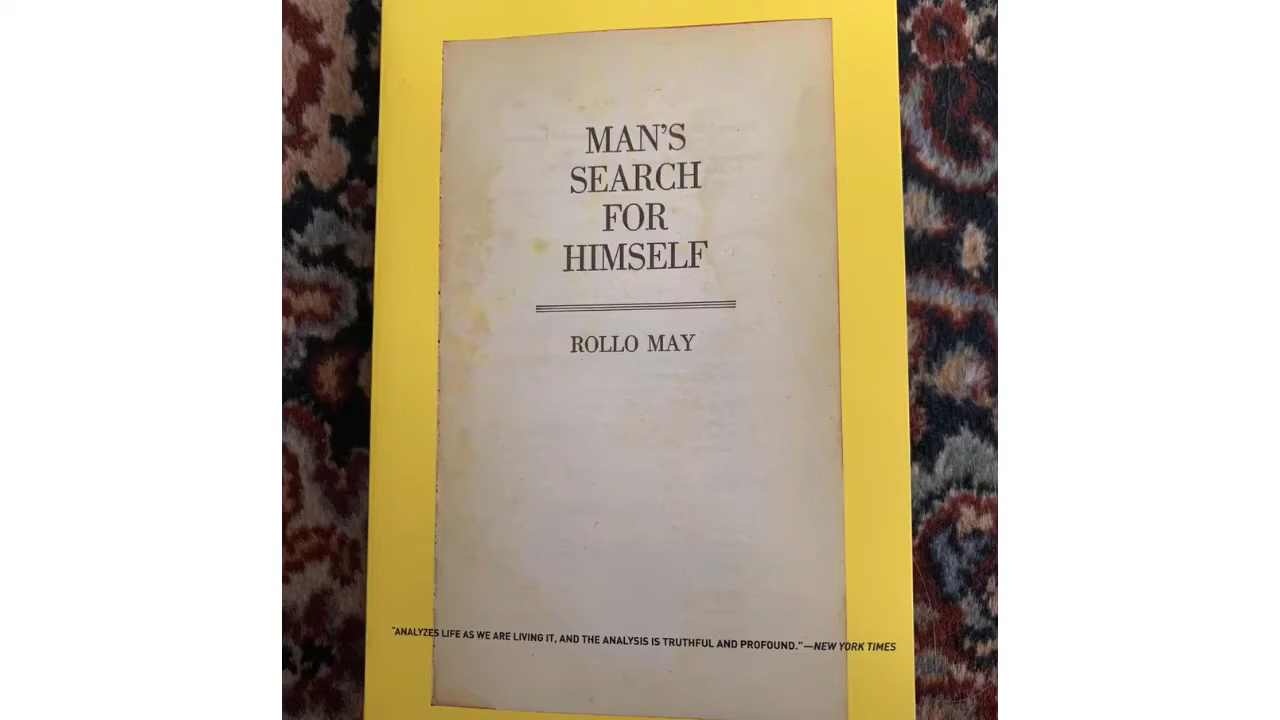 MAN'S
SEARCH
FOR
HIMSELF
ROLLO MAY
"ANALYZES LIFE AS WE ARE LIVING IT, AND THE ANALYSIS IS TRUTHFUL AND PROFOUND."—NEW YORK TIMES